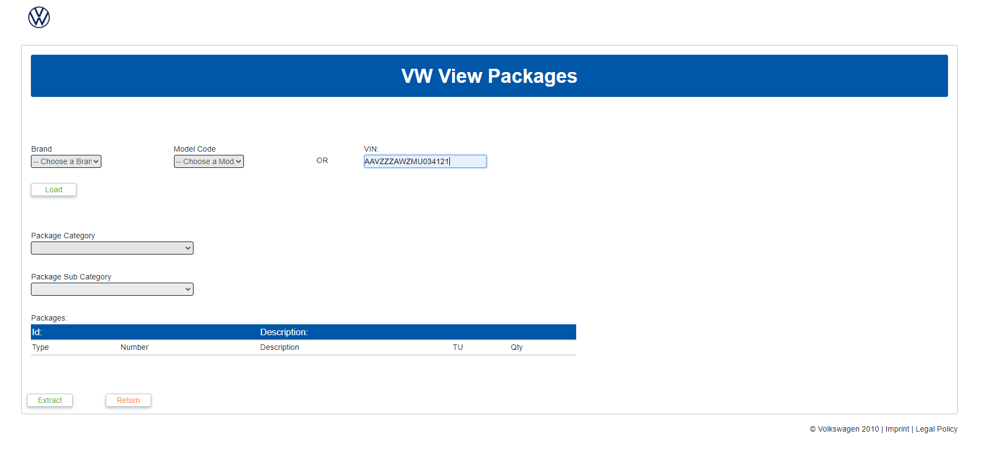 VW View Packages
Brand
Model Code
VIN:
-- Choose a Bran
-- Choose a Mod
OR
AAVZZZAWZMU034121
Load
Package Category
Package Sub Category
Packages:
Id: Description:
Type Number Description TU Qty
Extract Return
© Volkswagen 2010 | Imprint | Legal Policy